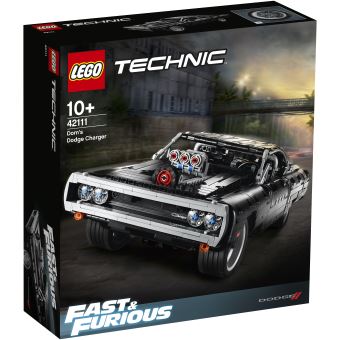 LEGO TECHNIC
10+
42111
Dom's
Dodge Charger
FAST &
FURIOUS
DODGE